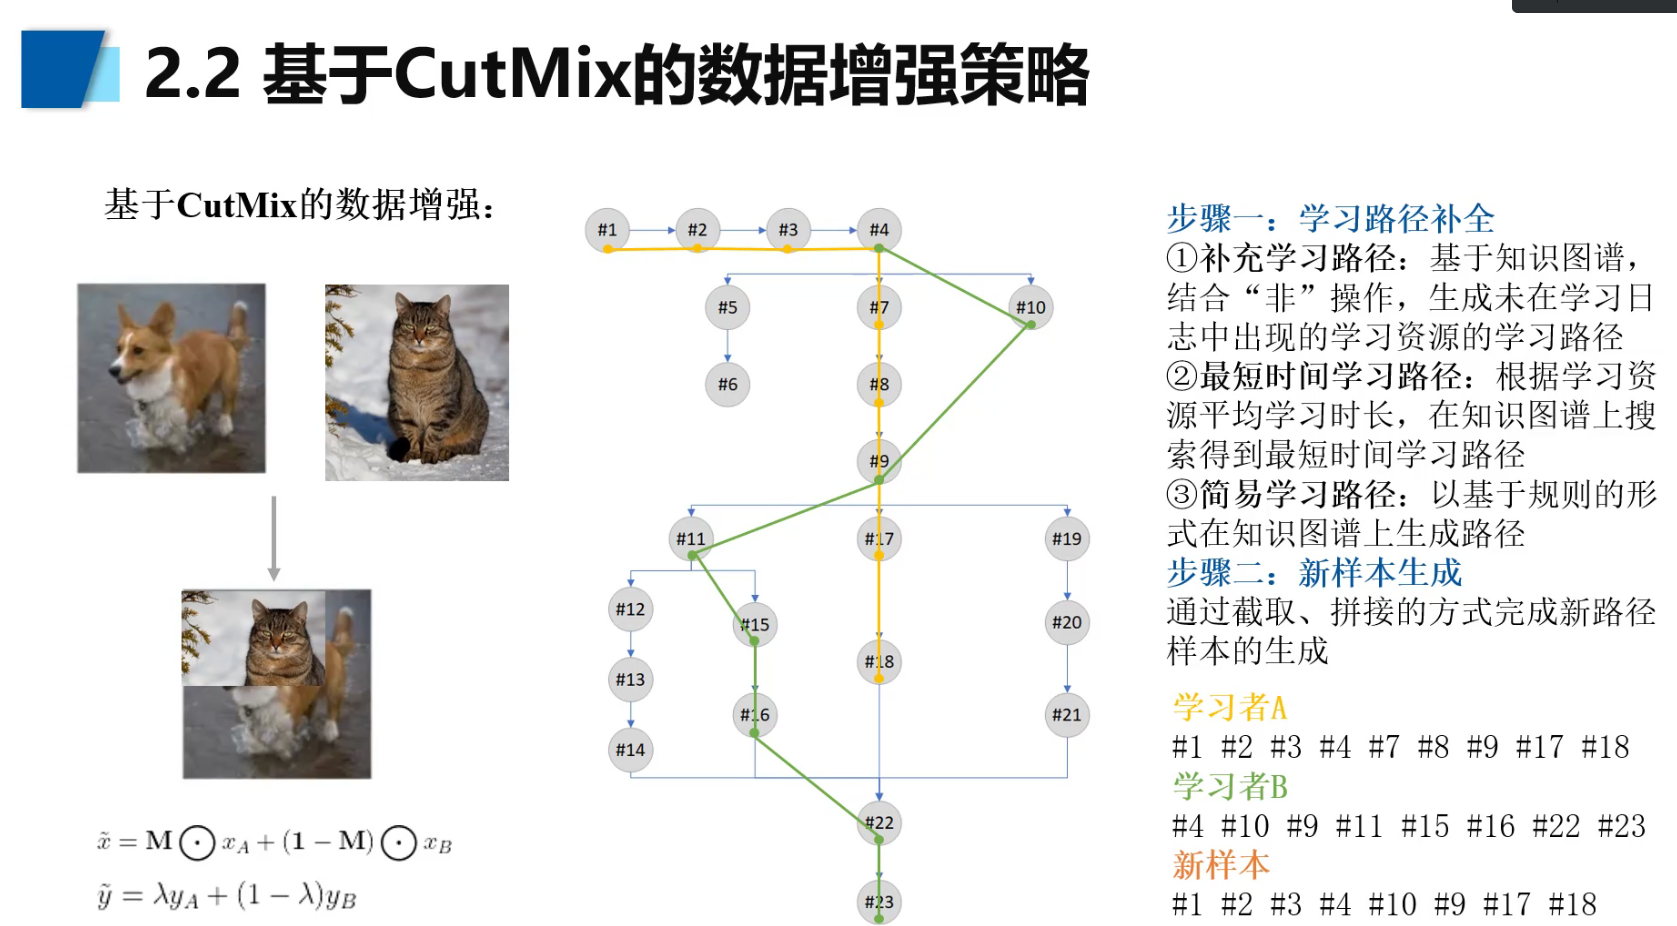 2.2 基于CutMix的数据增强策略
基于CutMix的数据增强：
x̃ = M ⊙ x_A + (1 − M) ⊙ x_B
ỹ = λy_A + (1 − λ)y_B
#1 #2 #3 #4
#5 #7 #10
#6 #8
#9
#11 #17 #19
#12 #15 #20
#13 #18
#14 #16 #21
#22
#23
步骤一：学习路径补全
①补充学习路径：基于知识图谱，
结合“非”操作，生成未在学习日
志中出现的学习资源的学习路径
②最短时间学习路径：根据学习资
源平均学习时长，在知识图谱上搜
索得到最短时间学习路径
③简易学习路径：以基于规则的形
式在知识图谱上生成路径
步骤二：新样本生成
通过截取、拼接的方式完成新路径
样本的生成
学习者A
#1 #2 #3 #4 #7 #8 #9 #17 #18
学习者B
#4 #10 #9 #11 #15 #16 #22 #23
新样本
#1 #2 #3 #4 #10 #9 #17 #18